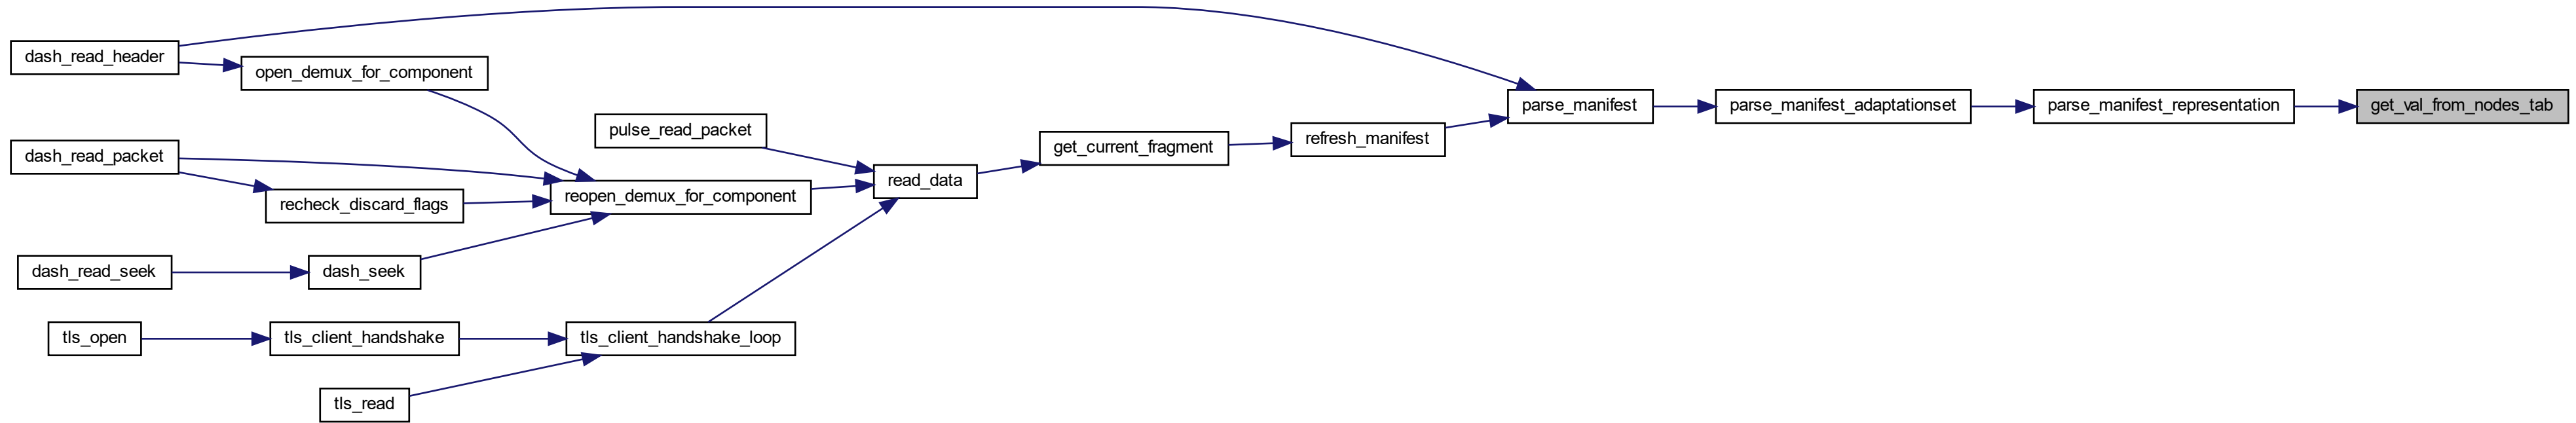 dash_read_header
open_demux_for_component
parse_manifest
parse_manifest_adaptationset
parse_manifest_representation
get_val_from_nodes_tab
pulse_read_packet
refresh_manifest
get_current_fragment
dash_read_packet
read_data
reopen_demux_for_component
recheck_discard_flags
dash_read_seek
dash_seek
tls_open
tls_client_handshake
tls_client_handshake_loop
tls_read